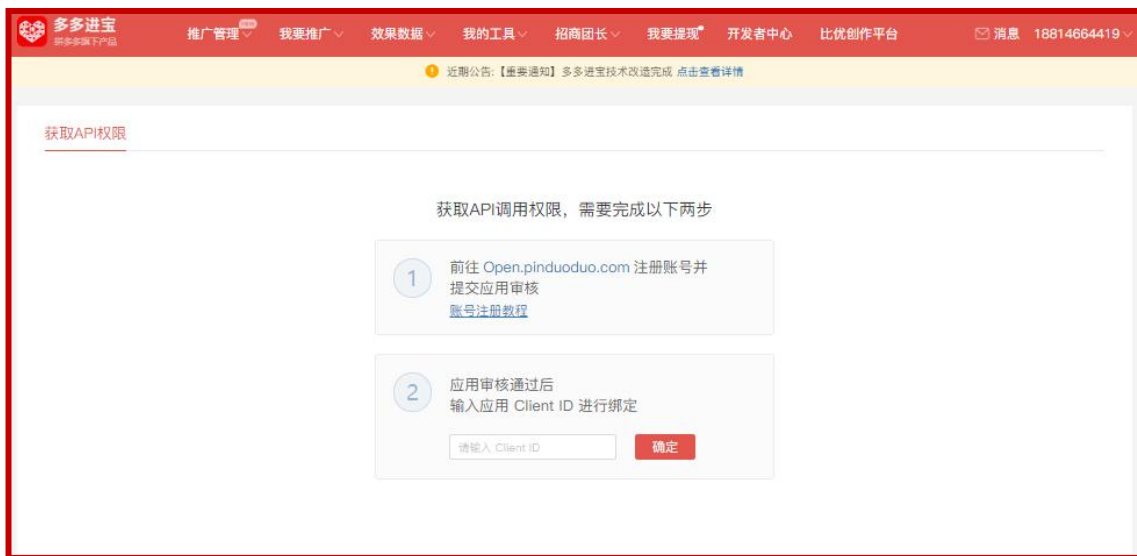 多多进宝
拼多多旗下产品
推广管理 我要推广 效果数据 我的工具 招商团长 我要提现 开发者中心 比优创作平台 消息 18814664419
近期公告:【重要通知】多多进宝技术改造完成 点击查看详情
获取API权限
获取API调用权限，需要完成以下两步
1
前往 Open.pinduoduo.com 注册账号并
提交应用审核
账号注册教程
2
应用审核通过后
输入应用 Client ID 进行绑定
请输入 Client ID
确定